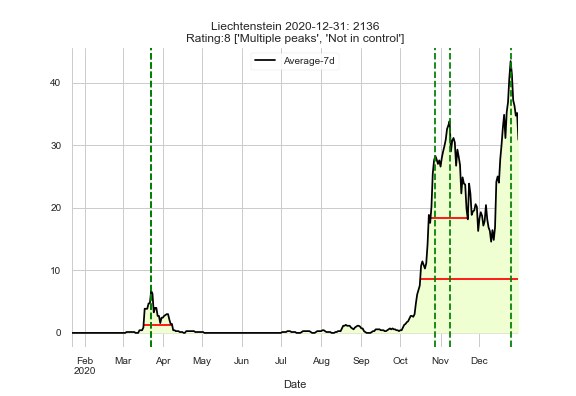 Liechtenstein 2020-12-31: 2136
Rating:8 ['Multiple peaks', 'Not in control']
Average-7d
40
30
20
10
0
Feb Mar Apr May Jun Jul Aug Sep Oct Nov Dec
2020
Date